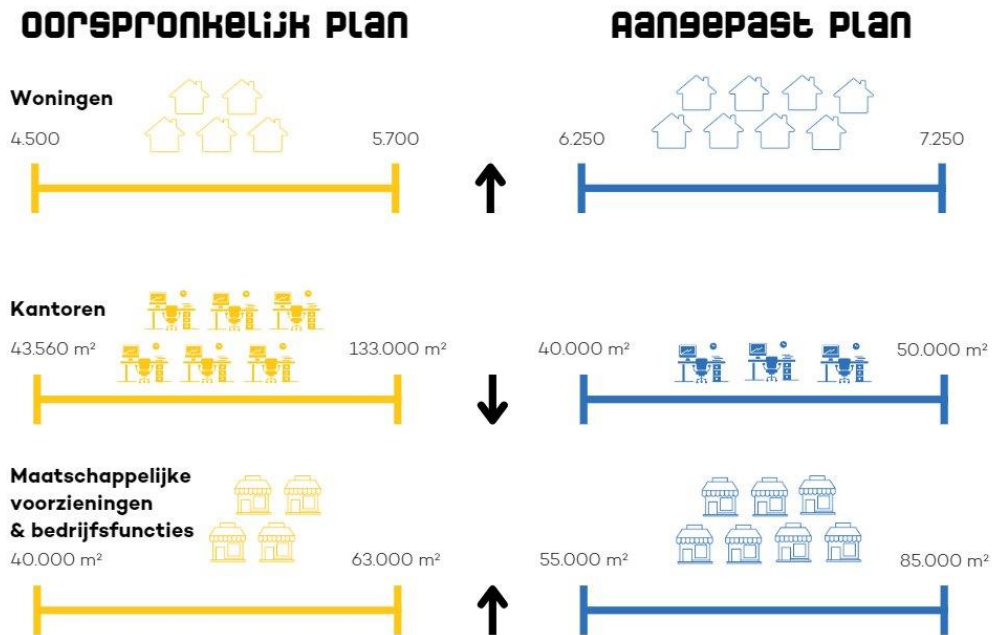 Oorspronkelijk Plan
Aangepast Plan
Woningen
4.500
5.700
6.250
7.250
Kantoren
43.560 m²
133.000 m²
40.000 m²
50.000 m²
Maatschappelijke
voorzieningen
& bedrijfsfuncties
40.000 m²
63.000 m²
55.000 m²
85.000 m²